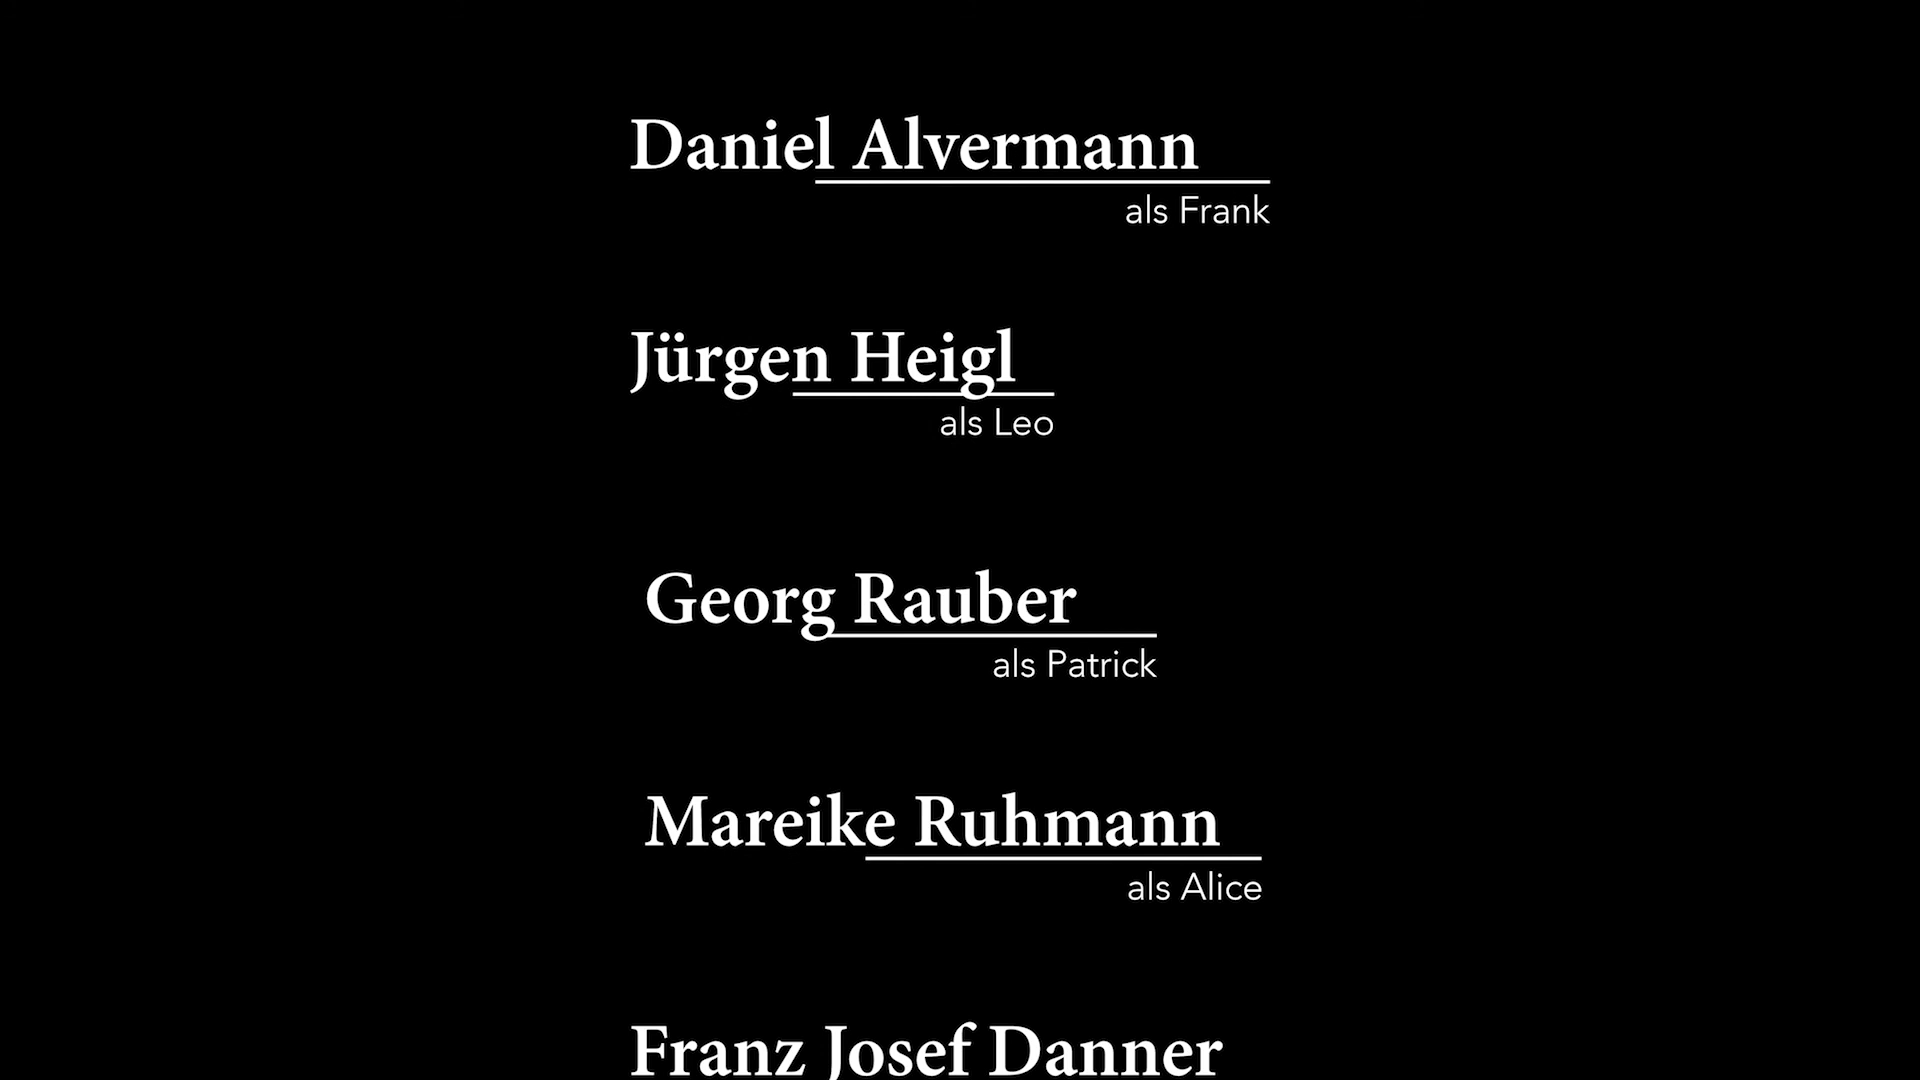 Daniel Alvermann
als Frank
Jürgen Heigl
als Leo
Georg Rauber
als Patrick
Mareike Ruhmann
als Alice
Franz Josef Danner